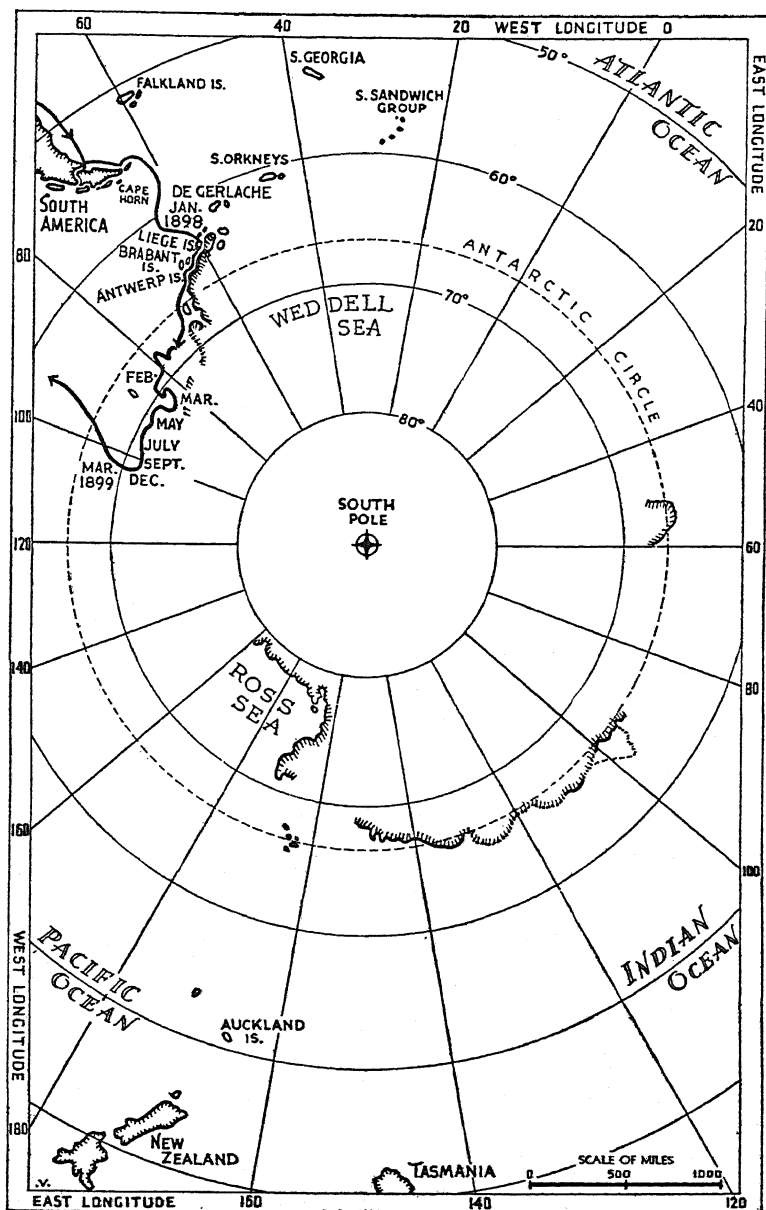 60
40
20
WEST LONGITUDE 0
EAST LONGITUDE
S. GEORGIA
50°
ATLANTIC
OCEAN
FALKLAND IS.
S. SANDWICH
GROUP
60°
S. ORKNEYS
CAPE
HORN
SOUTH
AMERICA
DE GERLACHE
JAN.
1898
20
LIEGE IS.
BRABANT
IS.
ANTWERP IS.
80
ANTARCTIC CIRCLE
70°
WEDDELL
SEA
FEB.
MAR.
MAY
JULY
SEPT.
DEC.
MAR.
1899
100
80°
40
SOUTH
POLE
120
60
140
ROSS
SEA
80
160
100
WEST LONGITUDE
PACIFIC
OCEAN
INDIAN
OCEAN
AUCKLAND
IS.
180
NEW
ZEALAND
TASMANIA
SCALE OF MILES
0 500 1000
.V.
EAST LONGITUDE
160
140
120